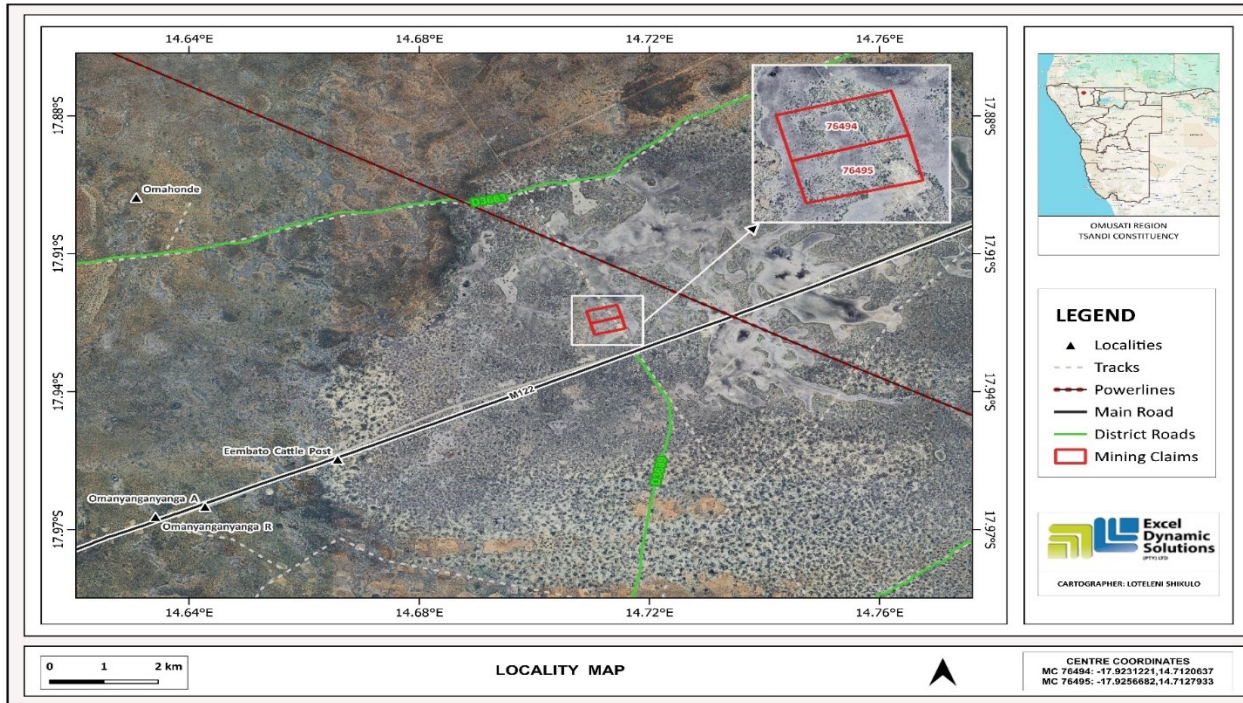 14.64°E
14.68°E
14.72°E
14.76°E
17.88°S
17.91°S
17.94°S
17.97°S
17.88°S
17.91°S
17.94°S
17.97°S
76494
76495
Omahonde
D3663
M122
Eembato Cattle Post
Omanyanganyanga A
Omanyanganyanga R
14.64°E
14.68°E
14.72°E
14.76°E
OMUSATI REGION
TSANDI CONSTITUENCY
LEGEND
Localities
Tracks
Powerlines
Main Road
District Roads
Mining Claims
Excel
Dynamic
Solutions
(PTY) LTD
CARTOGRAPHER: LOTELENI SHIKULO
0 1 2 km
LOCALITY MAP
CENTRE COORDINATES
MC 76494: -17.9231221,14.7120637
MC 76495: -17.9256682,14.7127933